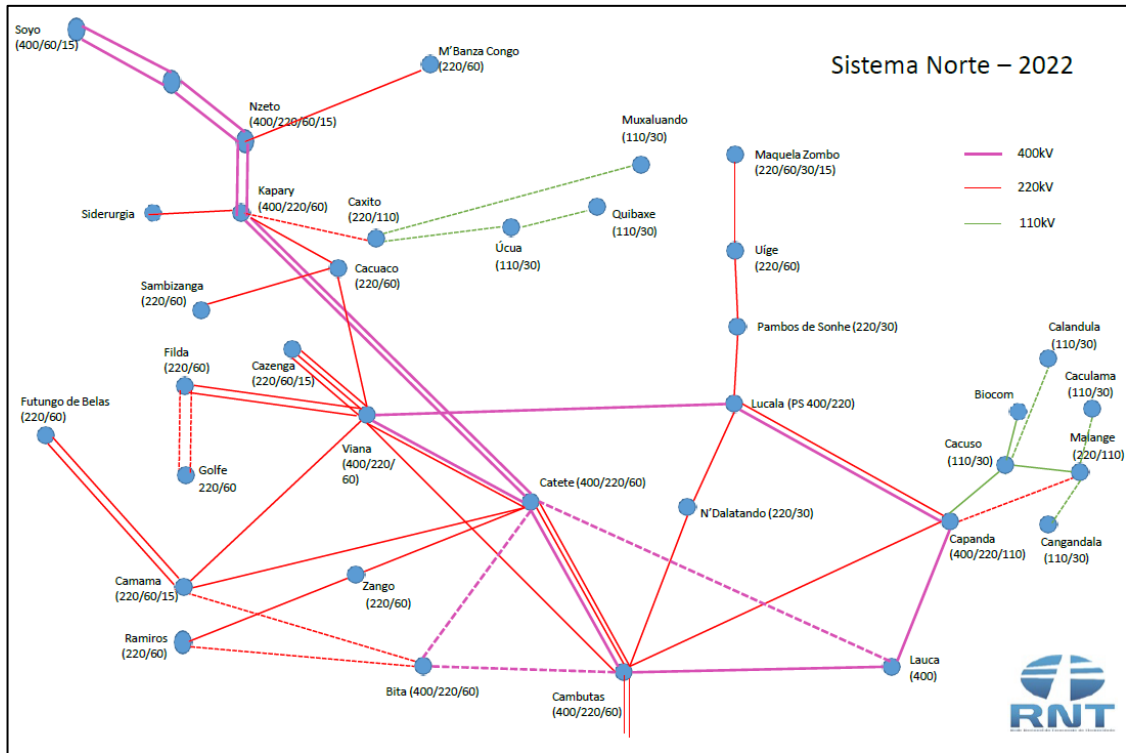 Sistema Norte – 2022
Soyo
(400/60/15)
M'Banza Congo
(220/60)
Nzeto
(400/220/60/15)
Muxaluando
(110/30)
Maquela Zombo
(220/60/30/15)
400kV
220kV
110kV
Kapary
(400/220/60)
Siderurgia
Caxito
(220/110)
Quibaxe
(110/30)
Úcua
(110/30)
Uíge
(220/60)
Cacuaco
(220/60)
Sambizanga
(220/60)
Pambos de Sonhe (220/30)
Calandula
(110/30)
Filda
(220/60)
Cazenga
(220/60/15)
Caculama
(110/30)
Biocom
Futungo de Belas
(220/60)
Lucala (PS 400/220)
Viana
(400/220/
60)
Golfe
220/60
Cacuso
(110/30)
Malange
(220/110)
Catete (400/220/60)
N'Dalatando (220/30)
Capanda
(400/220/110)
Cangandala
(110/30)
Camama
(220/60/15)
Zango
(220/60)
Ramiros
(220/60)
Bita (400/220/60)
Cambutas
(400/220/60)
Lauca
(400)
RNT